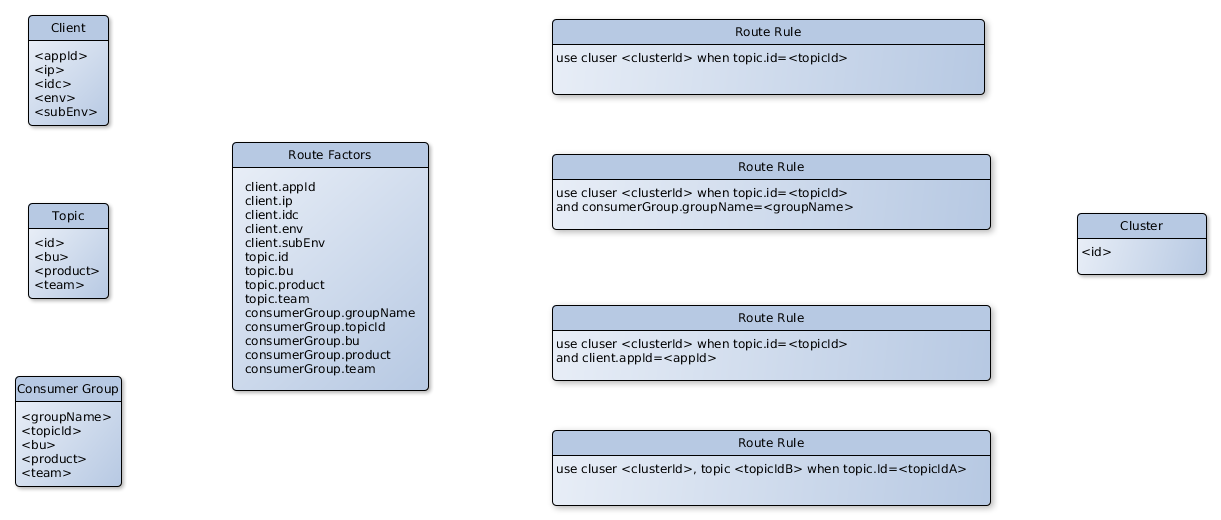 Client
<appId>
<ip>
<idc>
<env>
<subEnv>
Topic
<id>
<bu>
<product>
<team>
Consumer Group
<groupName>
<topicId>
<bu>
<product>
<team>
Route Factors
client.appId
client.ip
client.idc
client.env
client.subEnv
topic.id
topic.bu
topic.product
topic.team
consumerGroup.groupName
consumerGroup.topicId
consumerGroup.bu
consumerGroup.product
consumerGroup.team
Route Rule
use cluser <clusterId> when topic.id=<topicId>
Route Rule
use cluser <clusterId> when topic.id=<topicId>
and consumerGroup.groupName=<groupName>
Route Rule
use cluser <clusterId> when topic.id=<topicId>
and client.appId=<appId>
Route Rule
use cluser <clusterId>, topic <topicIdB> when topic.Id=<topicIdA>
Cluster
<id>